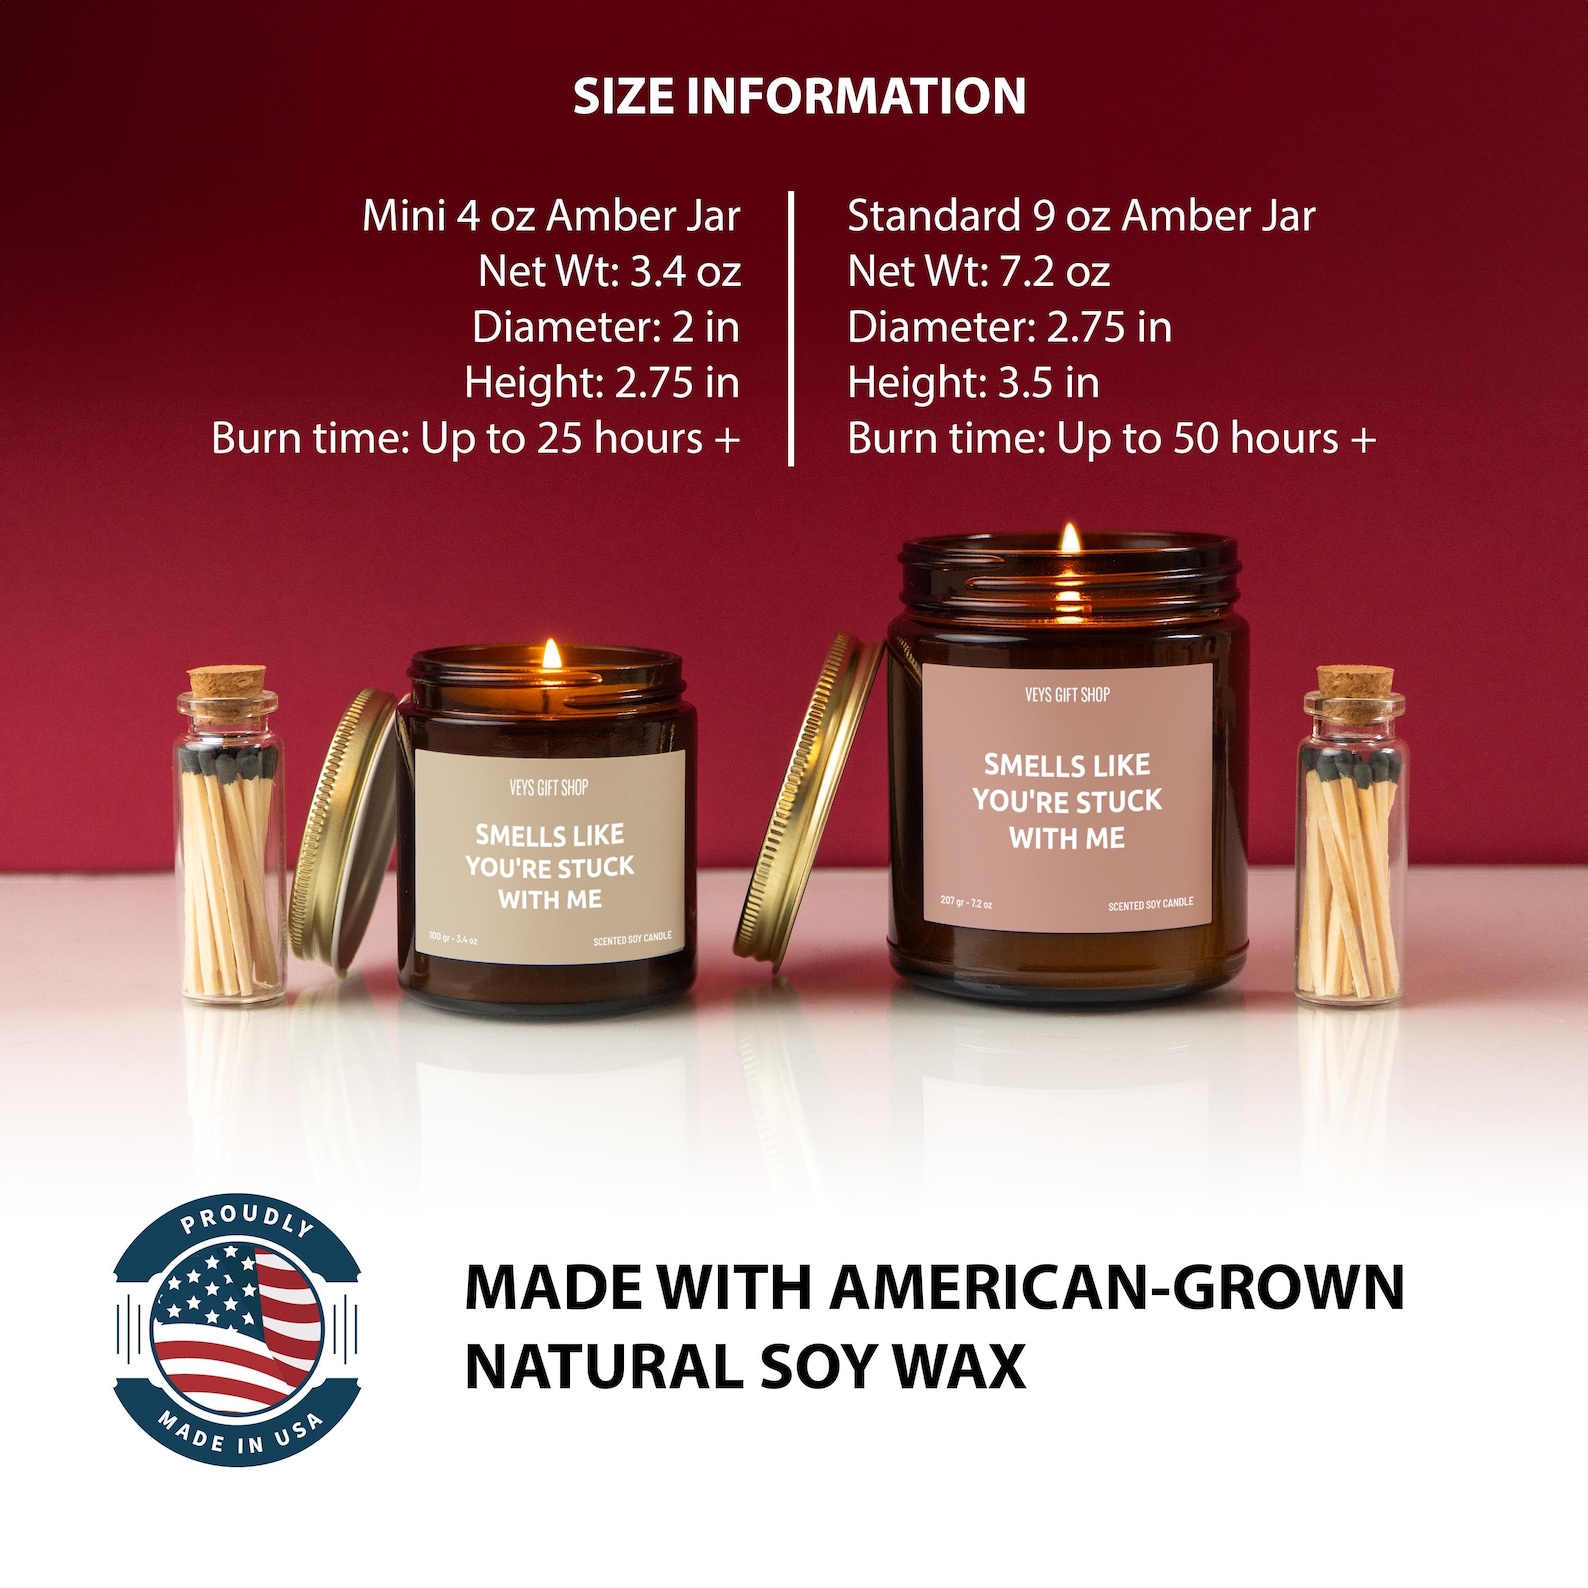 SIZE INFORMATION
Mini 4 oz Amber Jar
Net Wt: 3.4 oz
Diameter: 2 in
Height: 2.75 in
Burn time: Up to 25 hours +
Standard 9 oz Amber Jar
Net Wt: 7.2 oz
Diameter: 2.75 in
Height: 3.5 in
Burn time: Up to 50 hours +
VEYS GIFT SHOP
SMELLS LIKE
YOU'RE STUCK
WITH ME
100 gr - 3.4 oz
SCENTED SOY CANDLE
VEYS GIFT SHOP
SMELLS LIKE
YOU'RE STUCK
WITH ME
207 gr - 7.2 oz
SCENTED SOY CANDLE
PROUDLY
MADE IN USA
MADE WITH AMERICAN-GROWN
NATURAL SOY WAX